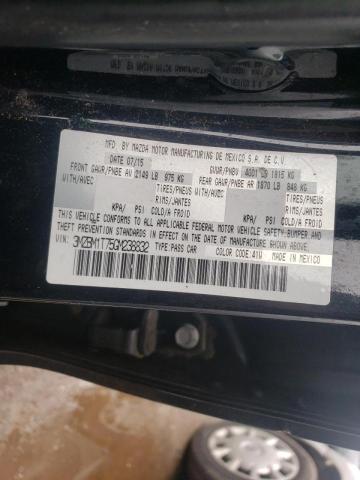 MFD. BY MAZDA MOTOR MANUFACTURING DE MEXICO S.A. DE C.V.
DATE 07/15 GVWR/PNBV 4001 LB 1815 KG
FRONT GAWR/PNBE AV 2149 LB 975 KG REAR GAWR/PNBE AR 1870 LB 848 KG
WITH/AVEC TIRES/PNEUS WITH/AVEC TIRES/PNEUS
RIMS/JANTES RIMS/JANTES
KPA/ PSI COLD/A FROID KPA/ PSI COLD/A FROID
THIS VEHICLE CONFORMS TO ALL APPLICABLE FEDERAL MOTOR VEHICLE SAFETY, BUMPER AND
THEFT PREVENTION STANDARDS IN EFFECT ON THE DATE OF MANUFACTURE SHOWN ABOVE.
3MZBM1T75GM238832 TYPE PASS CAR COLOR CODE:41W MADE IN MEXICO